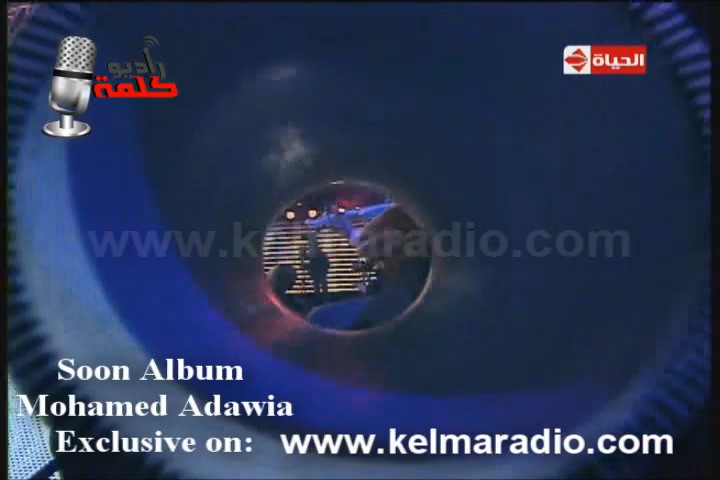 راديو
كلمة
الحياة
www.kelmaradio.com
Soon Album
Mohamed Adawia
Exclusive on: www.kelmaradio.com